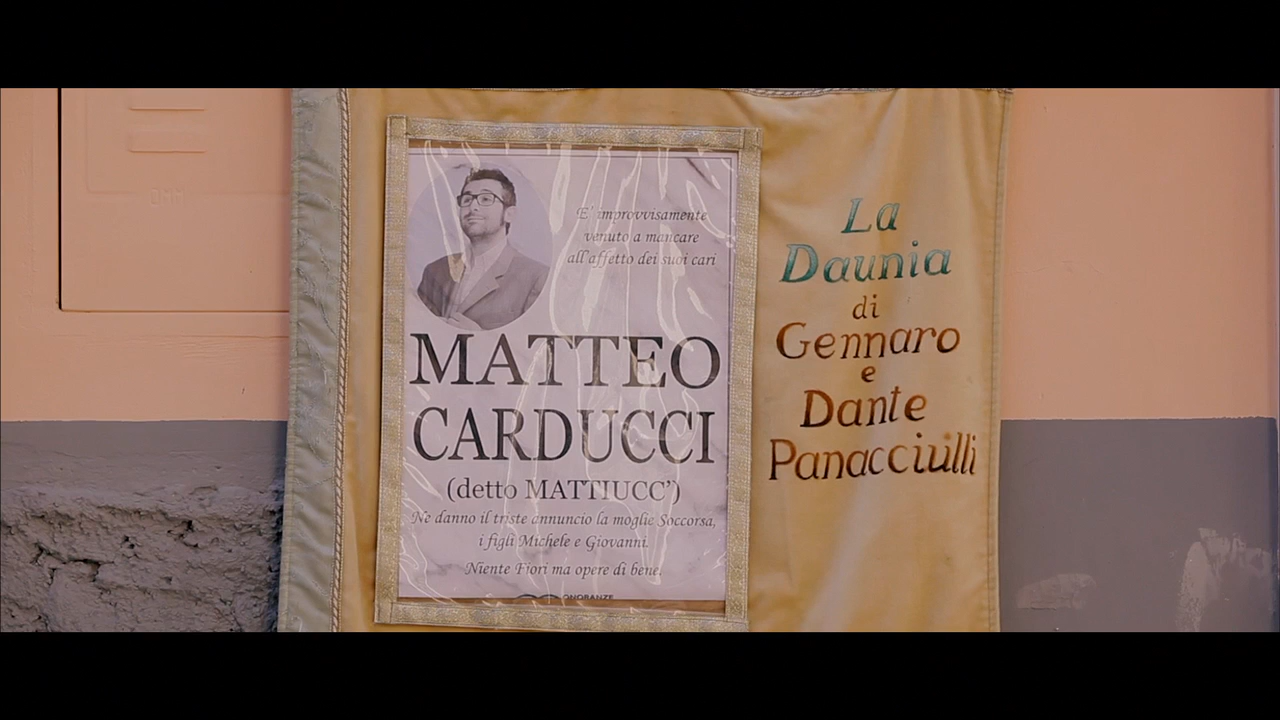 E' improvvisamente
venuto a mancare
all'affetto dei suoi cari
MATTEO
CARDUCCI
(detto MATTIUCC')
Ne danno il triste annuncio la moglie Soccorsa,
i figli Michele e Giovanni.
Niente Fiori ma opere di bene.
ONORANZE
La
Daunia
di
Gennaro
e
Dante
Panacciulli